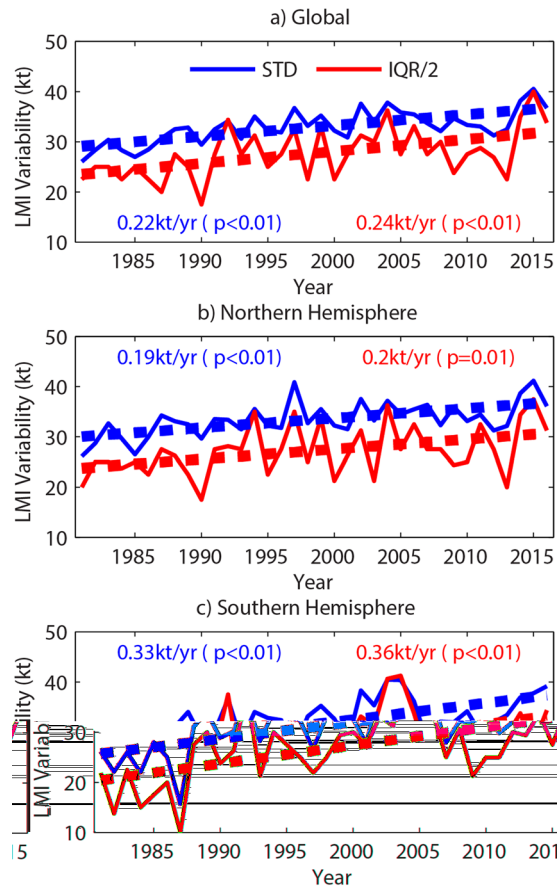 a) Global
50
40
30
20
10
LMI Variability (kt)
STD
IQR/2
0.22kt/yr ( p<0.01)
0.24kt/yr ( p<0.01)
1985
1990
1995
2000
2005
2010
2015
Year
b) Northern Hemisphere
50
40
30
20
10
LMI Variability (kt)
0.19kt/yr ( p<0.01)
0.2kt/yr ( p=0.01)
1985
1990
1995
2000
2005
2010
2015
Year
c) Southern Hemisphere
50
40
30
20
10
0.33kt/yr ( p<0.01)
0.36kt/yr ( p<0.01)
1985
1990
1995
2000
2005
2010
Year